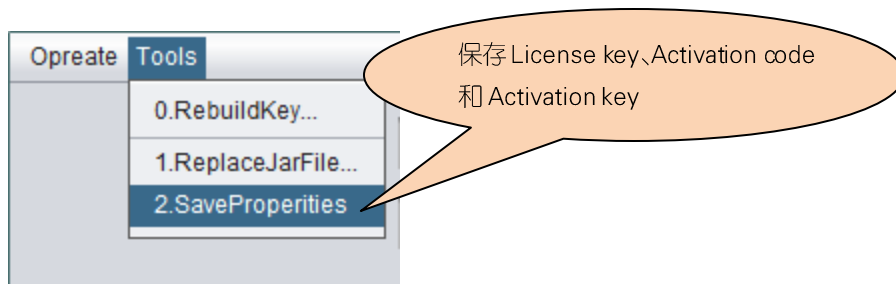 Opreate Tools
0.RebuildKey...
1.ReplaceJarFile...
2.SaveProperities
保存 License key、Activation code
和 Activation key